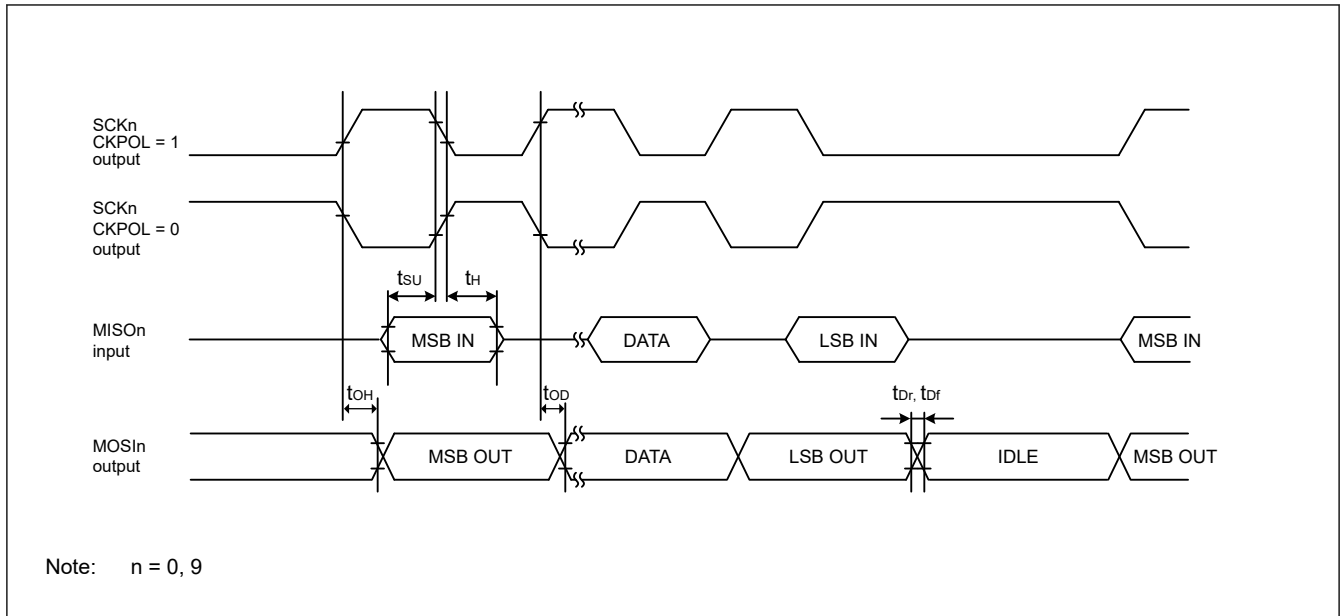 SCKn
CKPOL = 1
output
SCKn
CKPOL = 0
output
tSU tH
MISOn
input
MSB IN DATA LSB IN MSB IN
tOH tOD tDr, tDf
MOSIn
output
MSB OUT DATA LSB OUT IDLE MSB OUT
Note: n = 0, 9